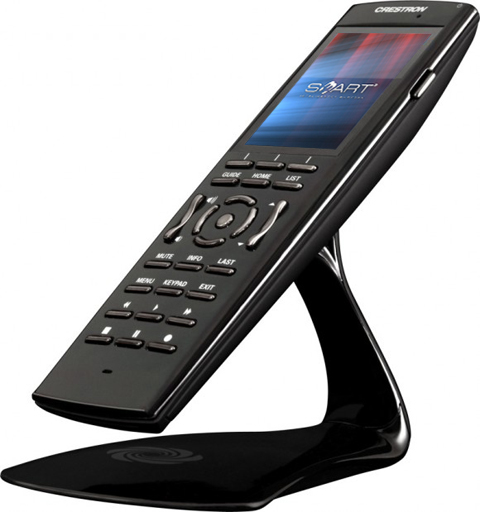 CRESTRON
SMART
GUIDE HOME LIST
MUTE INFO LAST
MENU KEYPAD EXIT